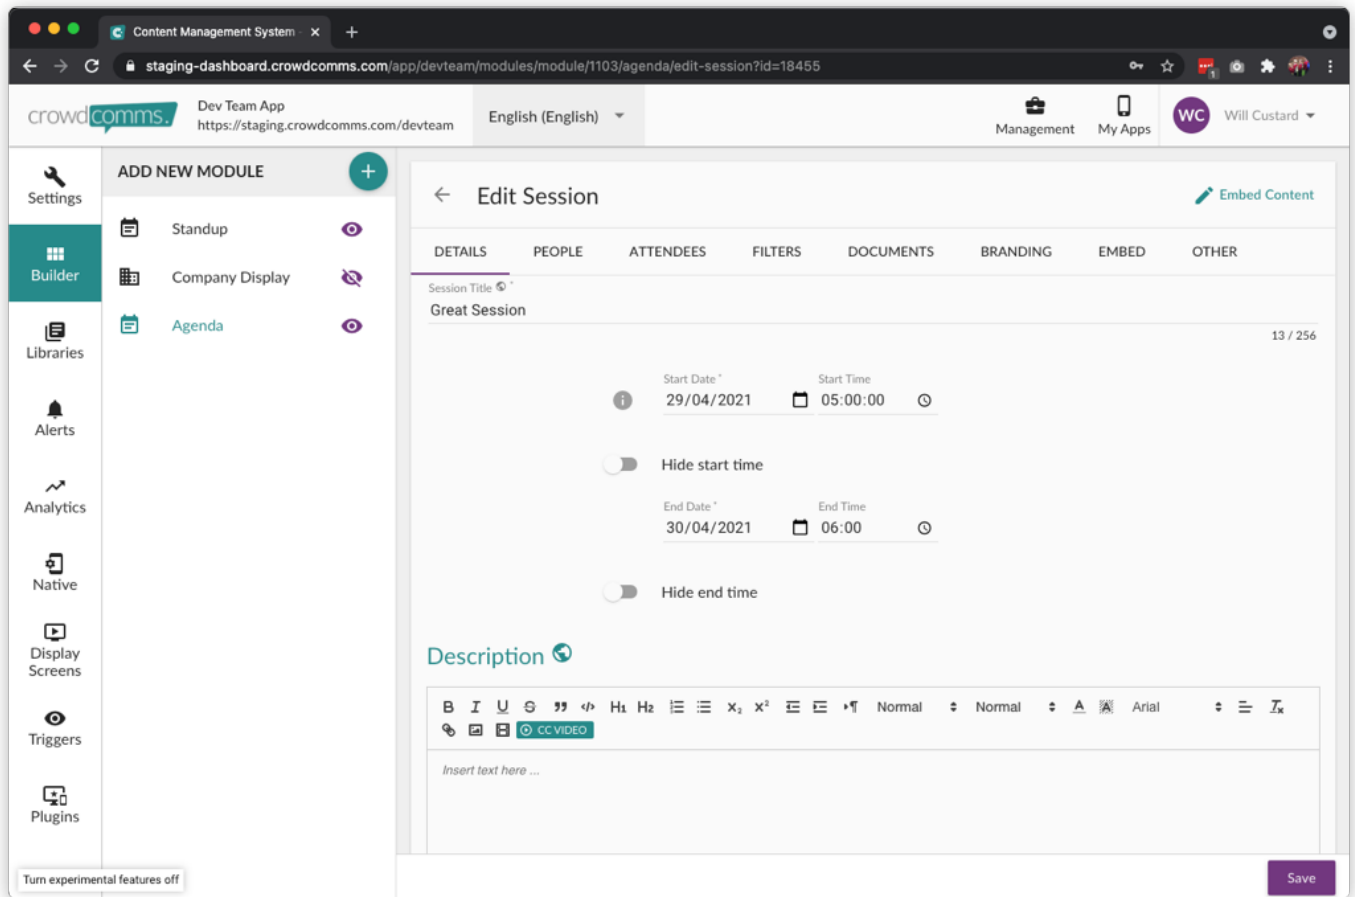 Content Management System -
staging-dashboard.crowdcomms.com/app/devteam/modules/module/1103/agenda/edit-session?id=18455
crowdcomms.
Dev Team App
https://staging.crowdcomms.com/devteam
English (English)
Management
My Apps
WC
Will Custard
Settings
Builder
Libraries
Alerts
Analytics
Native
Display
Screens
Triggers
Plugins
Turn experimental features off
ADD NEW MODULE
Standup
Company Display
Agenda
Edit Session
Embed Content
DETAILS PEOPLE ATTENDEES FILTERS DOCUMENTS BRANDING EMBED OTHER
Session Title *
Great Session
13 / 256
Start Date * Start Time
29/04/2021 05:00:00
Hide start time
End Date * End Time
30/04/2021 06:00
Hide end time
Description
B I U S H1 H2 x₂ x² Normal Normal A A Arial Tx
CC VIDEO
Insert text here ...
Save